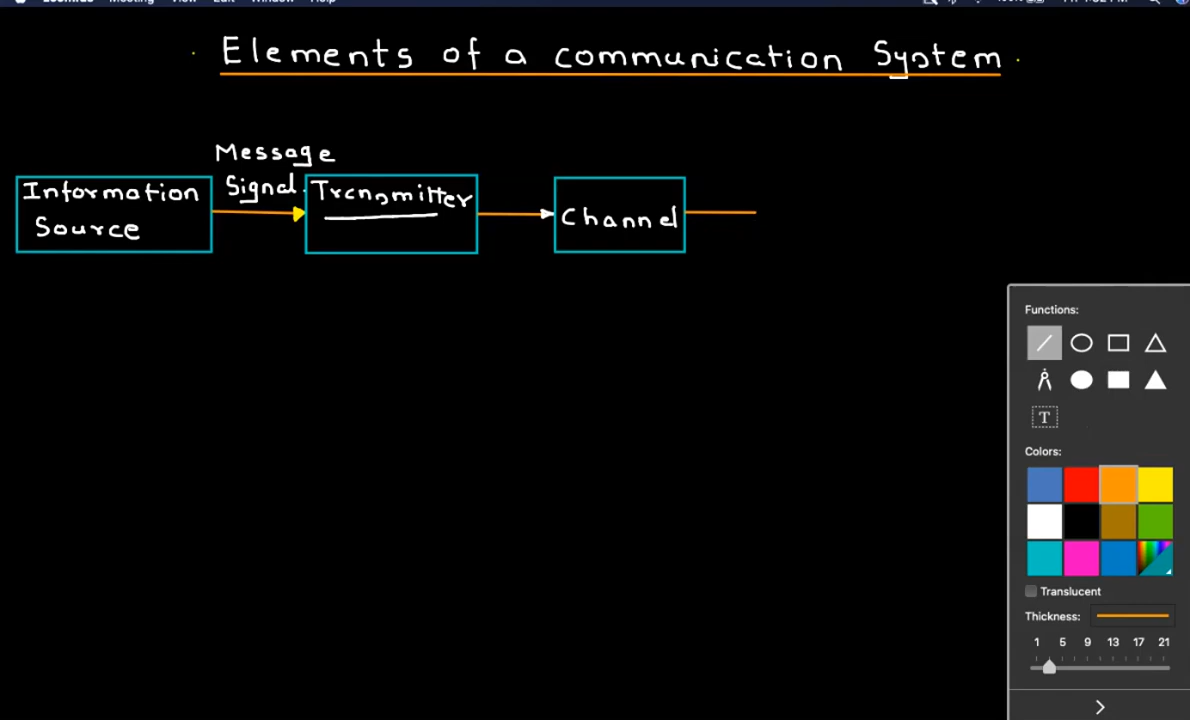 Elements of a communication System
Message
Signal
Information
Source
Transmitter
Channel
Functions:
T
Colors:
Translucent
Thickness:
1 5 9 13 17 21